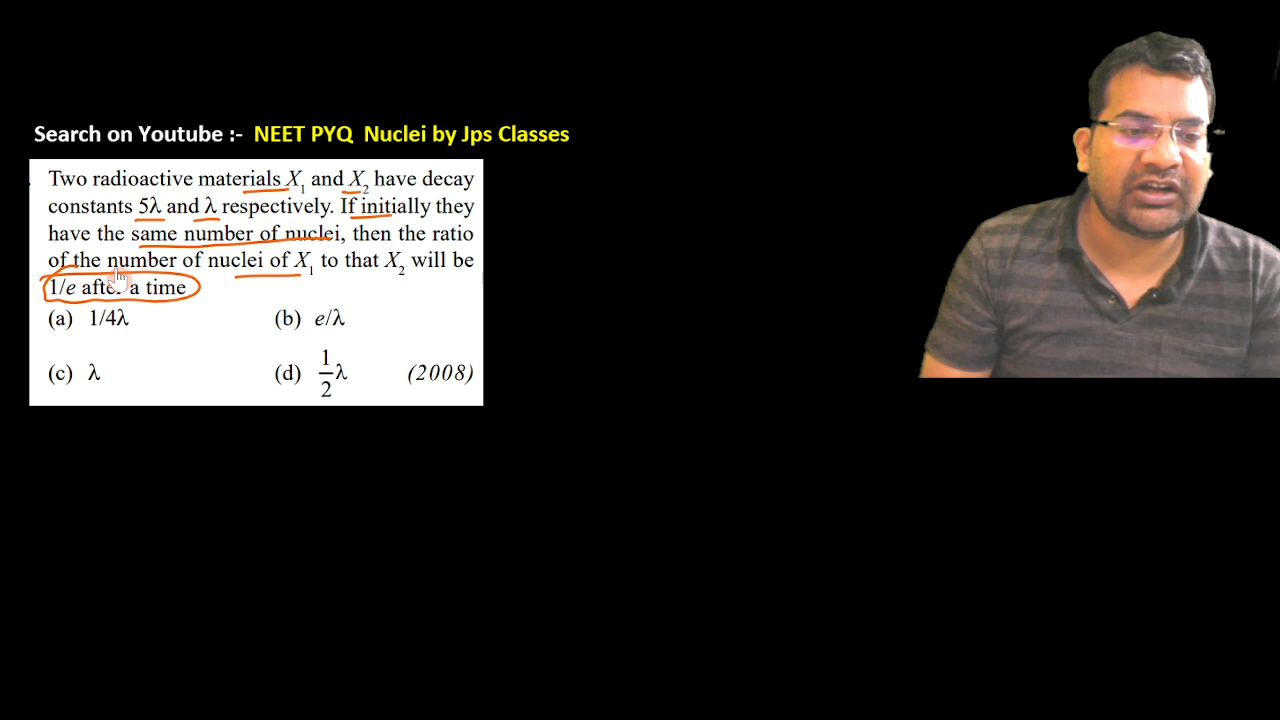 Search on Youtube :- NEET PYQ Nuclei by Jps Classes
Two radioactive materials X₁ and X₂ have decay
constants 5λ and λ respectively. If initially they
have the same number of nuclei, then the ratio
of the number of nuclei of X₁ to that X₂ will be
1/e after a time
(a) 1/4λ (b) e/λ
(c) λ (d) 1/2 λ (2008)